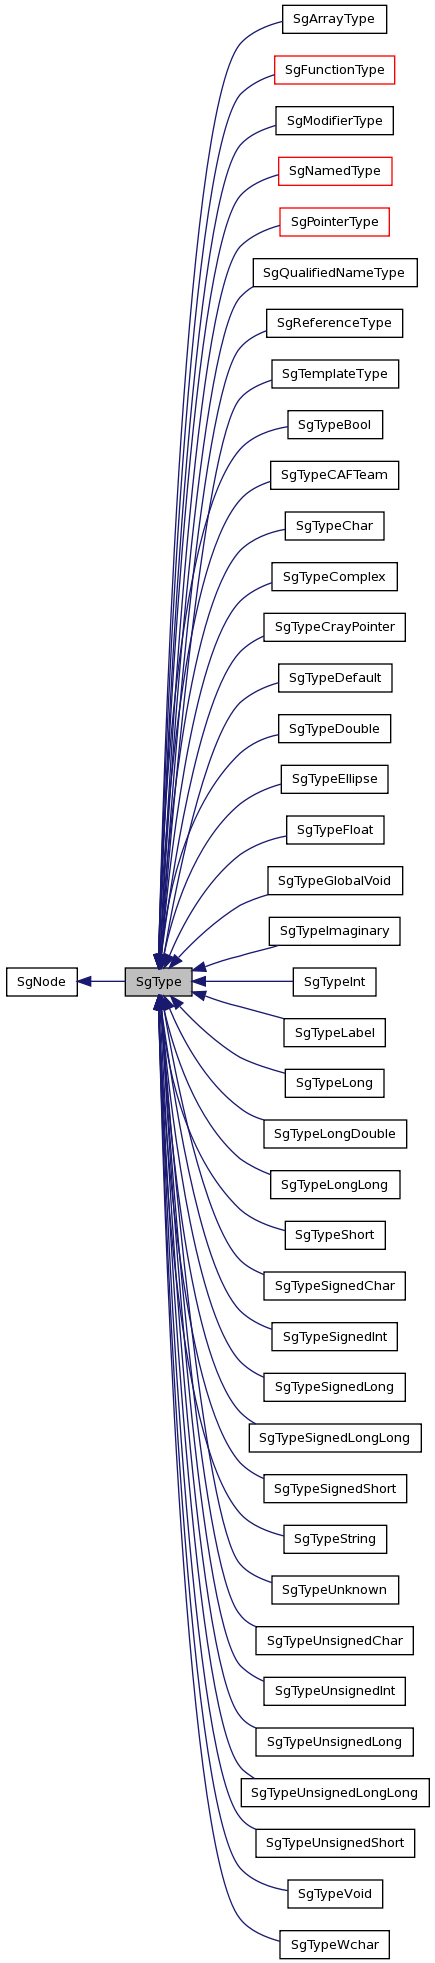 SgArrayType
SgFunctionType
SgModifierType
SgNamedType
SgPointerType
SgQualifiedNameType
SgReferenceType
SgTemplateType
SgTypeBool
SgTypeCAFTeam
SgTypeChar
SgTypeComplex
SgTypeCrayPointer
SgTypeDefault
SgTypeDouble
SgTypeEllipse
SgTypeFloat
SgTypeGlobalVoid
SgTypeImaginary
SgNode SgType SgTypeInt
SgTypeLabel
SgTypeLong
SgTypeLongDouble
SgTypeLongLong
SgTypeShort
SgTypeSignedChar
SgTypeSignedInt
SgTypeSignedLong
SgTypeSignedLongLong
SgTypeSignedShort
SgTypeString
SgTypeUnknown
SgTypeUnsignedChar
SgTypeUnsignedInt
SgTypeUnsignedLong
SgTypeUnsignedLongLong
SgTypeUnsignedShort
SgTypeVoid
SgTypeWchar